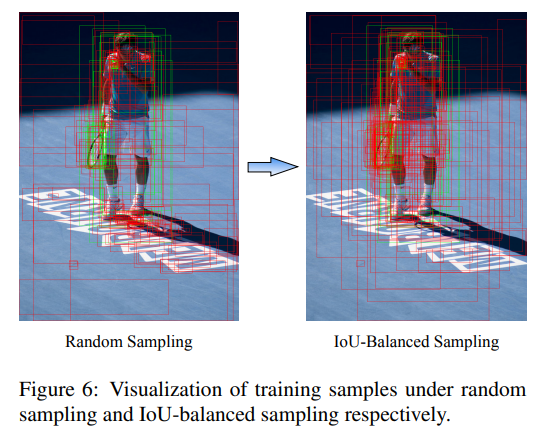 Random Sampling
IoU-Balanced Sampling
Figure 6: Visualization of training samples under random
sampling and IoU-balanced sampling respectively.